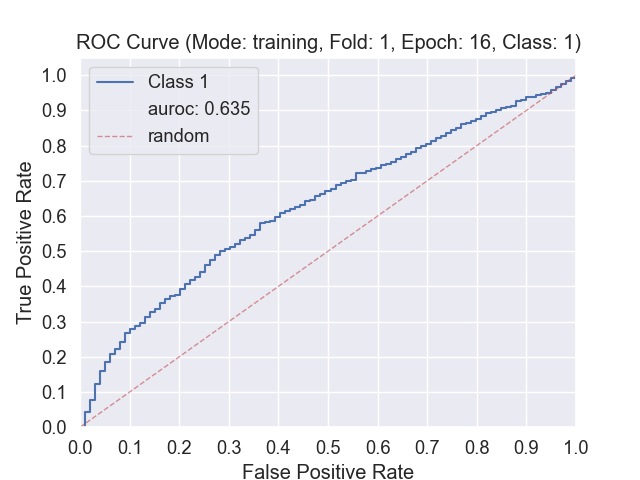 ROC Curve (Mode: training, Fold: 1, Epoch: 16, Class: 1)
Class 1
auroc: 0.635
random
True Positive Rate
1.0
0.9
0.8
0.7
0.6
0.5
0.4
0.3
0.2
0.1
0.0
0.0 0.1 0.2 0.3 0.4 0.5 0.6 0.7 0.8 0.9 1.0
False Positive Rate